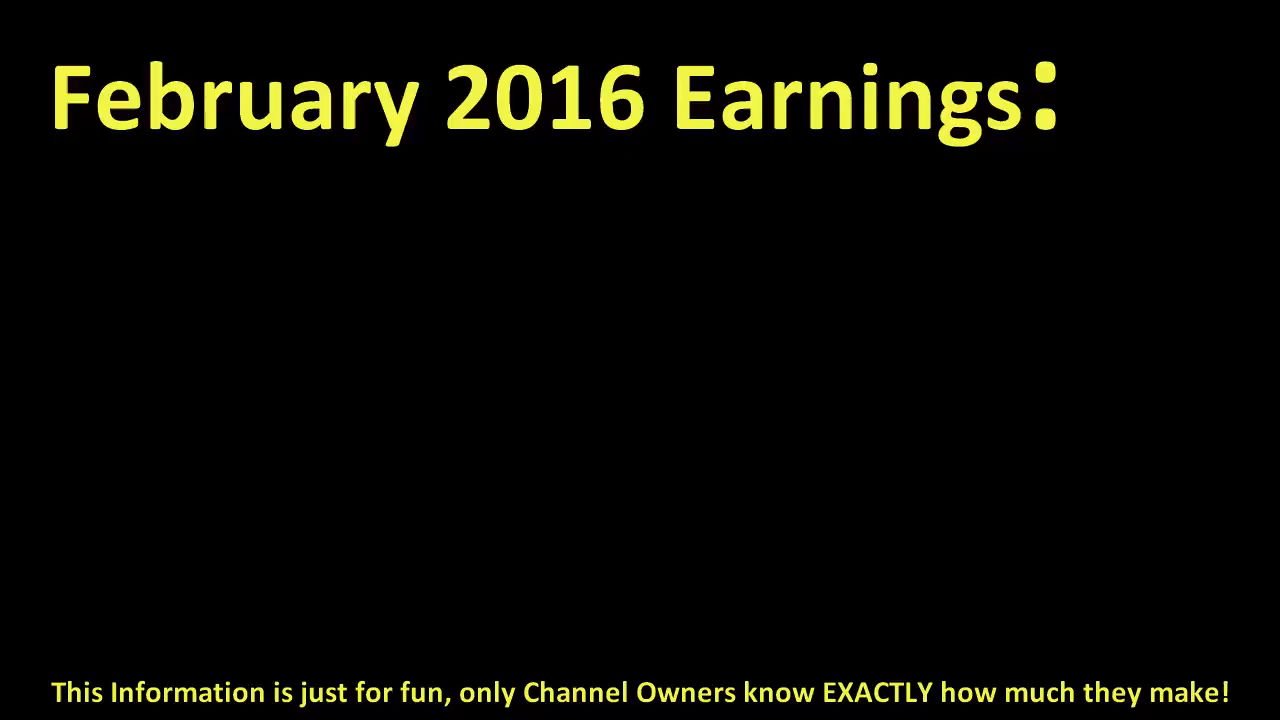 February 2016 Earnings:
This Information is just for fun, only Channel Owners know EXACTLY how much they make!